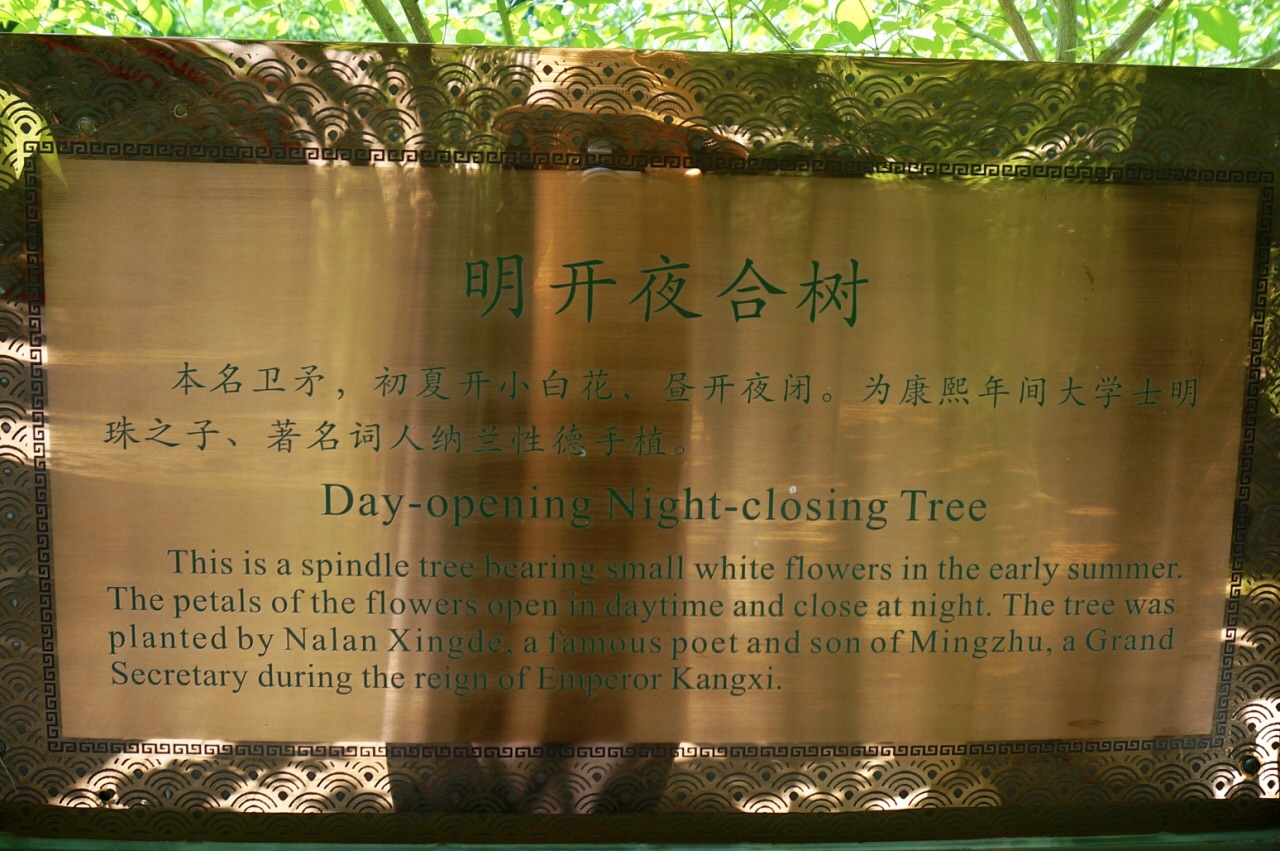 明开夜合树
本名卫矛，初夏开小白花，昼开夜闭。为康熙年间大学士明
珠之子、著名词人纳兰性德手植。
Day-opening Night-closing Tree
This is a spindle tree bearing small white flowers in the early summer.
The petals of the flowers open in daytime and close at night. The tree was
planted by Nalan Xingde, a famous poet and son of Mingzhu, a Grand
Secretary during the reign of Emperor Kangxi.